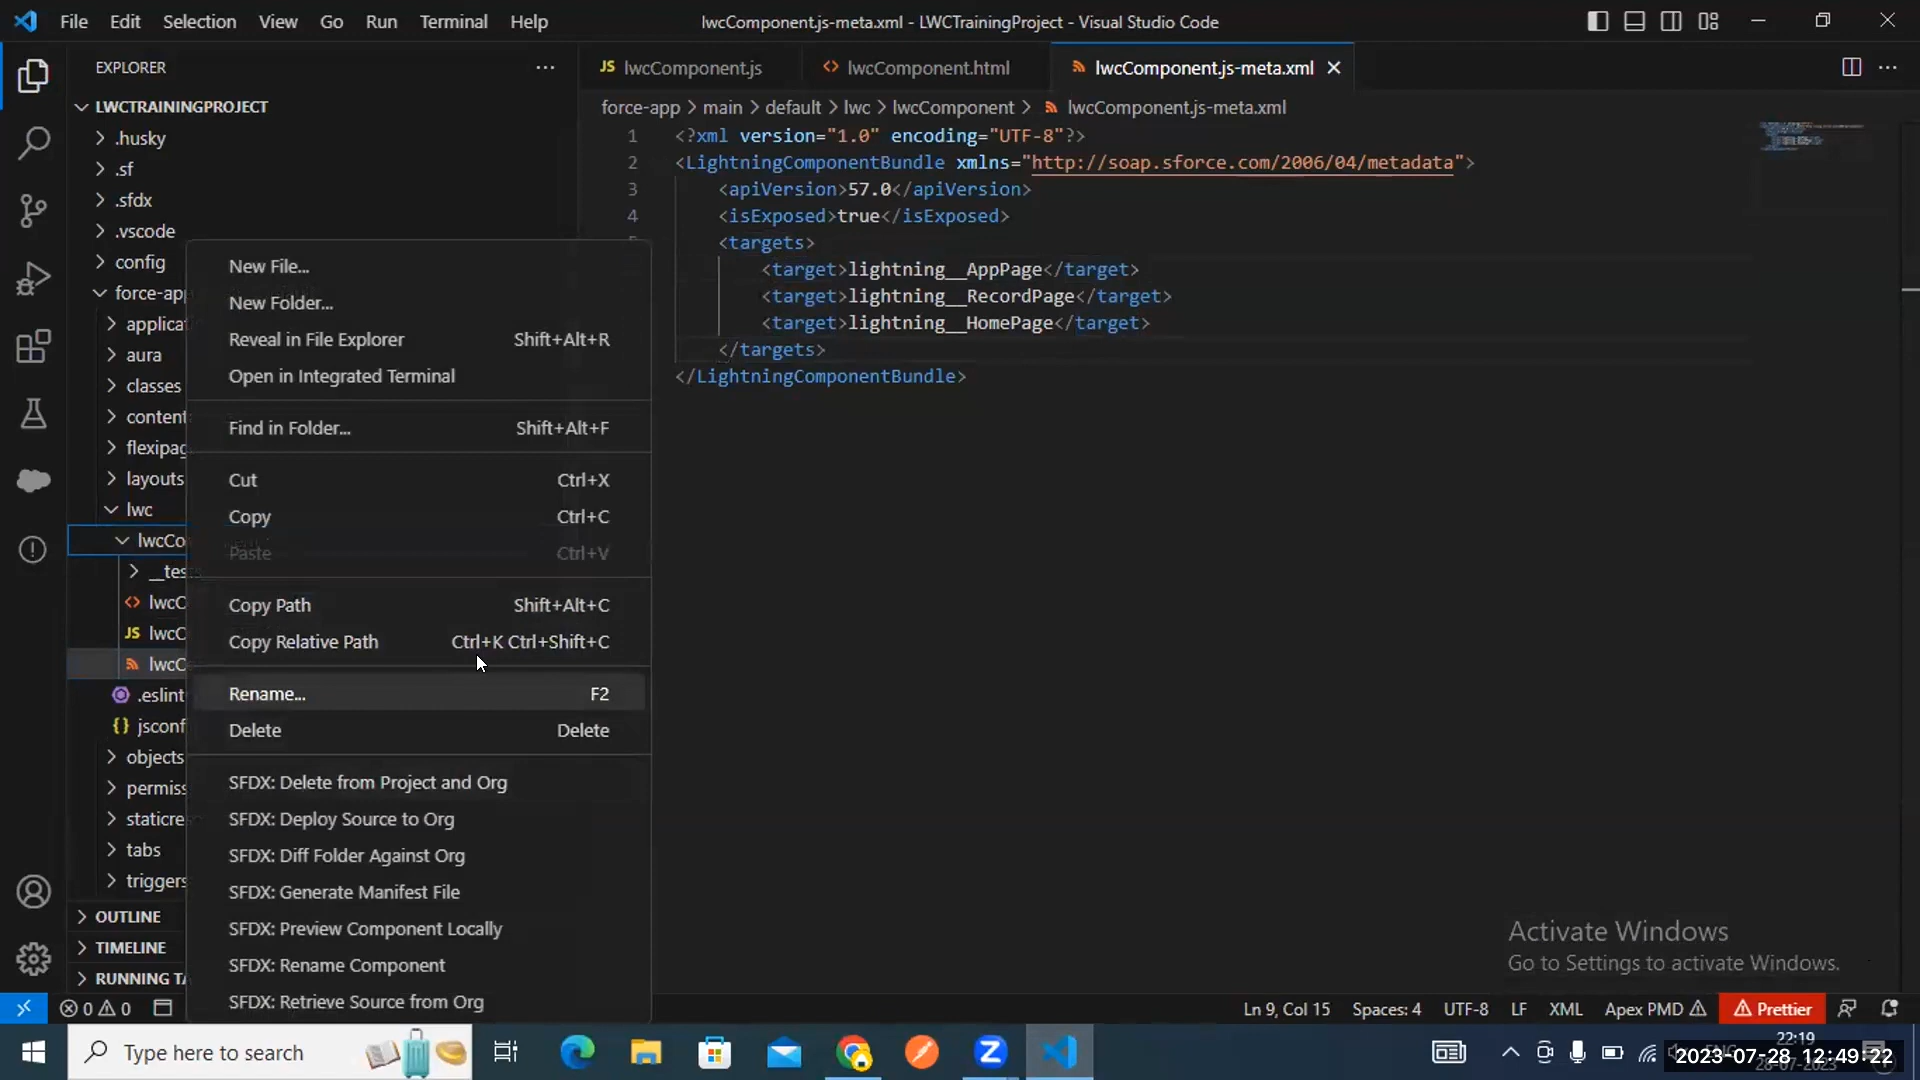 File Edit Selection View Go Run Terminal Help
lwcComponent.js-meta.xml - LWCTrainingProject - Visual Studio Code
EXPLORER
LWCTRAININGPROJECT
.husky
.sf
.sfdx
.vscode
config
force-ap
applica
aura
classes
content
flexipag
layouts
lwc
lwcCo
__tes
lwcC
JS lwcC
lwcC
.eslint
{} jsconf
objects
permiss
staticre
tabs
triggers
OUTLINE
TIMELINE
RUNNING TA
New File...
New Folder...
Reveal in File Explorer Shift+Alt+R
Open in Integrated Terminal
Find in Folder... Shift+Alt+F
Cut Ctrl+X
Copy Ctrl+C
Paste Ctrl+V
Copy Path Shift+Alt+C
Copy Relative Path Ctrl+K Ctrl+Shift+C
Rename... F2
Delete Delete
SFDX: Delete from Project and Org
SFDX: Deploy Source to Org
SFDX: Diff Folder Against Org
SFDX: Generate Manifest File
SFDX: Preview Component Locally
SFDX: Rename Component
SFDX: Retrieve Source from Org
JS lwcComponent.js
<> lwcComponent.html
lwcComponent.js-meta.xml
force-app > main > default > lwc > lwcComponent > lwcComponent.js-meta.xml
1 <?xml version="1.0" encoding="UTF-8"?>
2 <LightningComponentBundle xmlns="http://soap.sforce.com/2006/04/metadata">
3 <apiVersion>57.0</apiVersion>
4 <isExposed>true</isExposed>
<targets>
<target>lightning__AppPage</target>
<target>lightning__RecordPage</target>
<target>lightning__HomePage</target>
</targets>
</LightningComponentBundle>
Activate Windows
Go to Settings to activate Windows.
0 0
Ln 9, Col 15 Spaces: 4 UTF-8 LF XML Apex PMD Prettier
Type here to search
22:19
2023-07-28 12:49:22